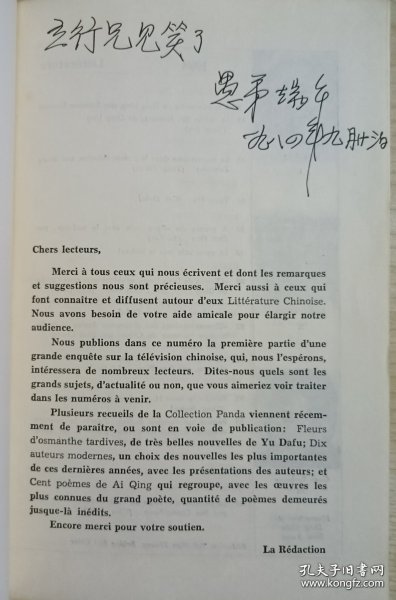 兄见笑了
愚弟
一九八四年九月
Chers lecteurs,
Merci à tous ceux qui nous écrivent et dont les remarques
et suggestions nous sont précieuses. Merci aussi à ceux qui
font connaitre et diffusent autour d'eux Littérature Chinoise.
Nous avons besoin de votre aide amicale pour élargir notre
audience.
Nous publions dans ce numéro la première partie d'une
grande enquête sur la télévision chinoise, qui, nous l'espérons,
intéressera de nombreux lecteurs. Dites-nous quels sont les
grands sujets, d'actualité ou non, que vous aimeriez voir traiter
dans les numéros à venir.
Plusieurs recueils de la Collection Panda viennent récem-
ment de paraitre, ou sont en voie de publication: Fleurs
d'osmanthe tardives, de très belles nouvelles de Yu Dafu; Dix
auteurs modernes, un choix des nouvelles les plus importantes
de ces dernières années, avec les présentations des auteurs; et
Cent poèmes de Ai Qing qui regroupe, avec les œuvres les
plus connues du grand poète, quantité de poèmes demeurés
jusque-là inédits.
Encore merci pour votre soutien.
La Rédaction
孔夫子旧书网
www.kongfz.com